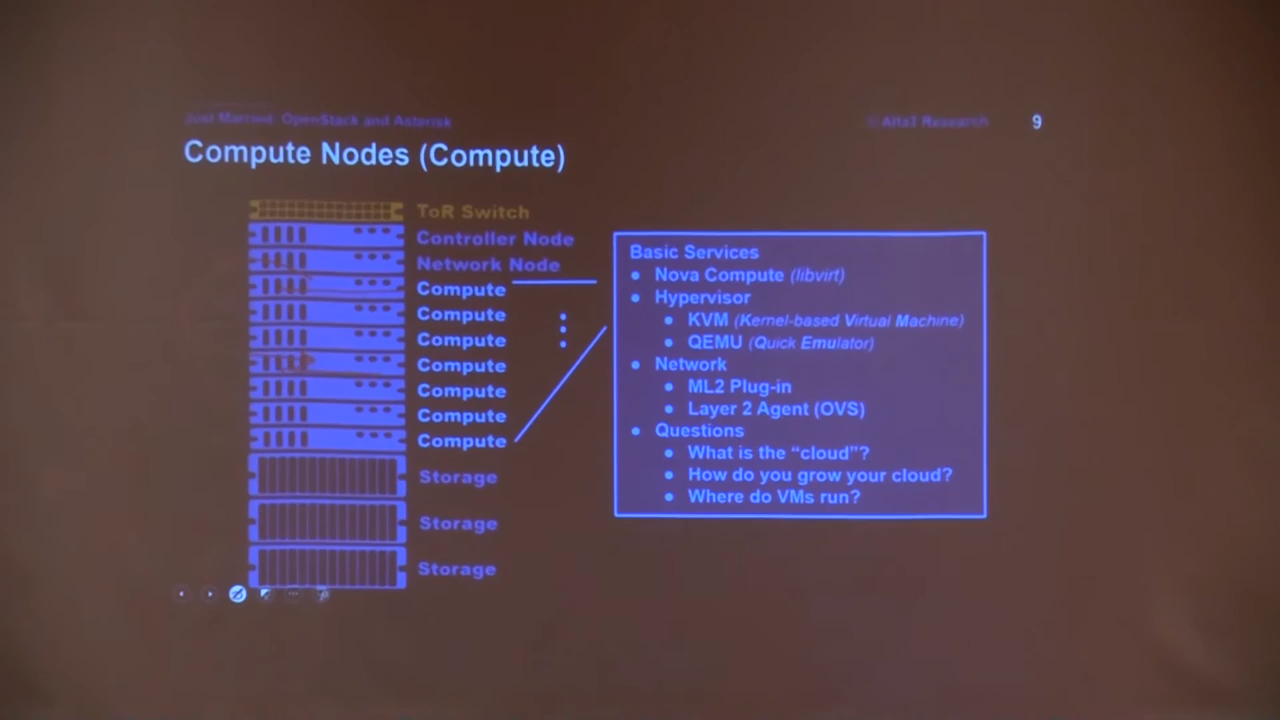 Just Married: OpenStack and Asterisk
Research
9
Compute Nodes (Compute)
ToR Switch
Controller Node
Network Node
Compute
Compute
Compute
Compute
Compute
Compute
Compute
Storage
Storage
Storage
Basic Services
● Nova Compute (libvirt)
● Hypervisor
● KVM (Kernel-based Virtual Machine)
● QEMU (Quick Emulator)
● Network
● ML2 Plug-in
● Layer 2 Agent (OVS)
● Questions
● What is the “cloud”?
● How do you grow your cloud?
● Where do VMs run?